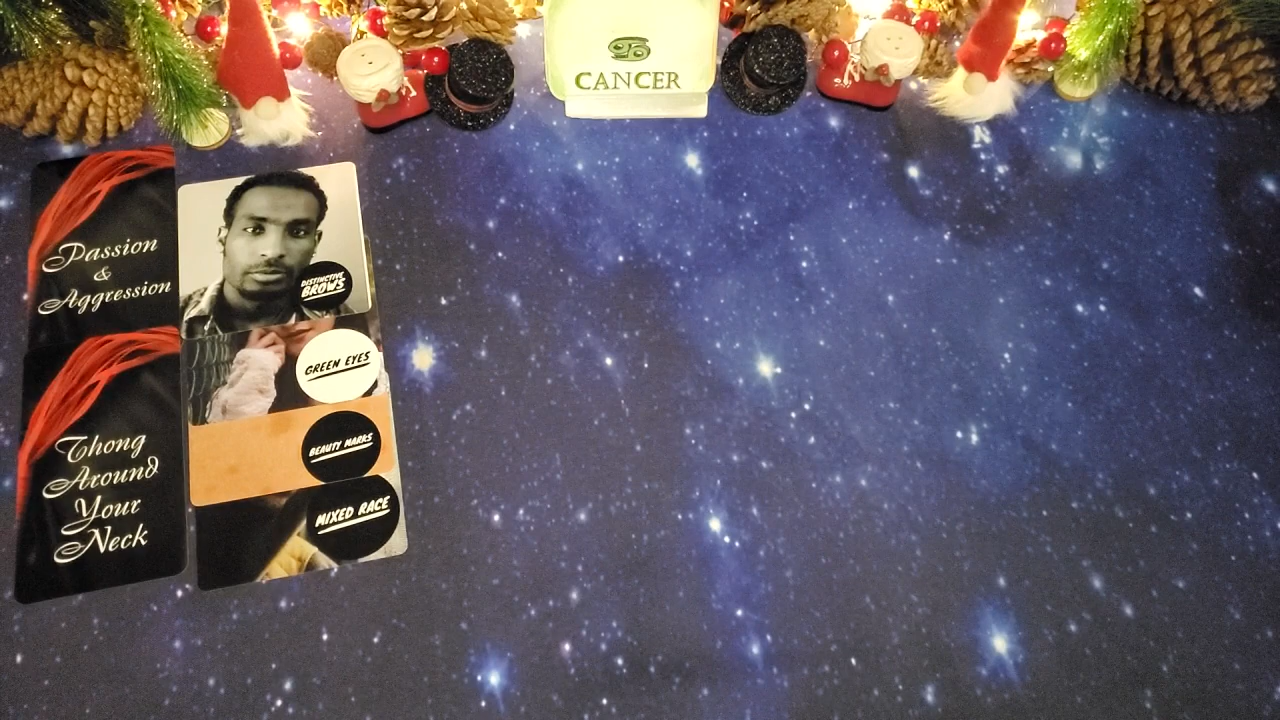 CANCER
Passion
&
Aggression
Thong
Around
Your
Neck
DISTINCTIVE
BROWS
GREEN EYES
BEAUTY MARKS
MIXED RACE